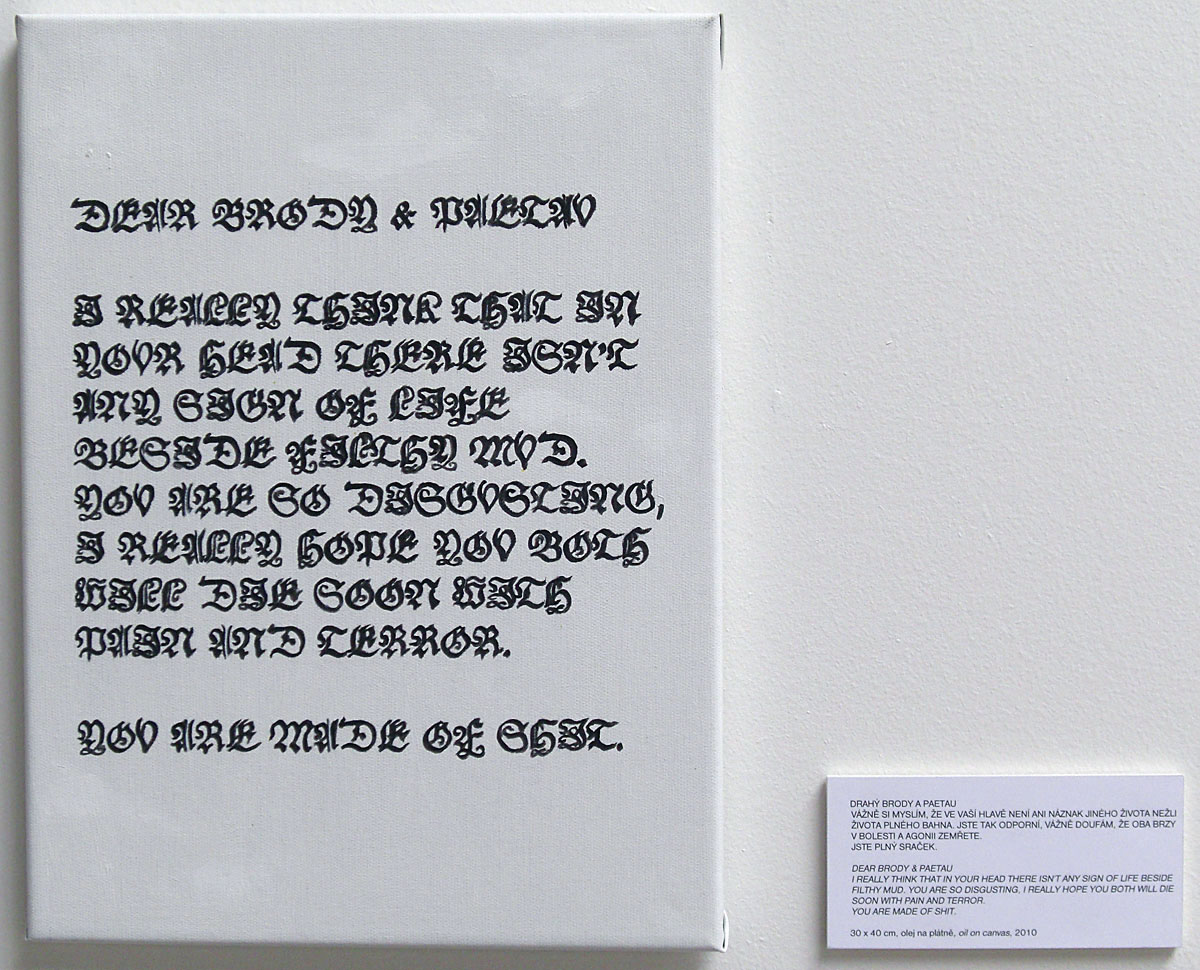 DEAR BRODY & PAETAU
I REALLY THINK THAT IN
YOUR HEAD THERE ISN'T
ANY SIGN OF LIFE
BESIDE FILTHY MUD.
YOU ARE SO DISGUSTING,
I REALLY HOPE YOU BOTH
WILL DIE SOON WITH
PAIN AND TERROR.
YOU ARE MADE OF SHIT.
DRAHÝ BRODY A PAETAU
VÁŽNĚ SI MYSLÍM, ŽE VE VAŠÍ HLAVĚ NENÍ ANI NÁZNAK JINÉHO ŽIVOTA NEŽLI
ŽIVOTA PLNÉHO BAHNA. JSTE TAK ODPORNÍ, VÁŽNĚ DOUFÁM, ŽE OBA BRZY
V BOLESTI A AGONII ZEMŘETE.
JSTE PLNÝ SRAČEK.
DEAR BRODY & PAETAU
I REALLY THINK THAT IN YOUR HEAD THERE ISN'T ANY SIGN OF LIFE BESIDE
FILTHY MUD. YOU ARE SO DISGUSTING, I REALLY HOPE YOU BOTH WILL DIE
SOON WITH PAIN AND TERROR.
YOU ARE MADE OF SHIT.
30 x 40 cm, olej na plátně, oil on canvas, 2010